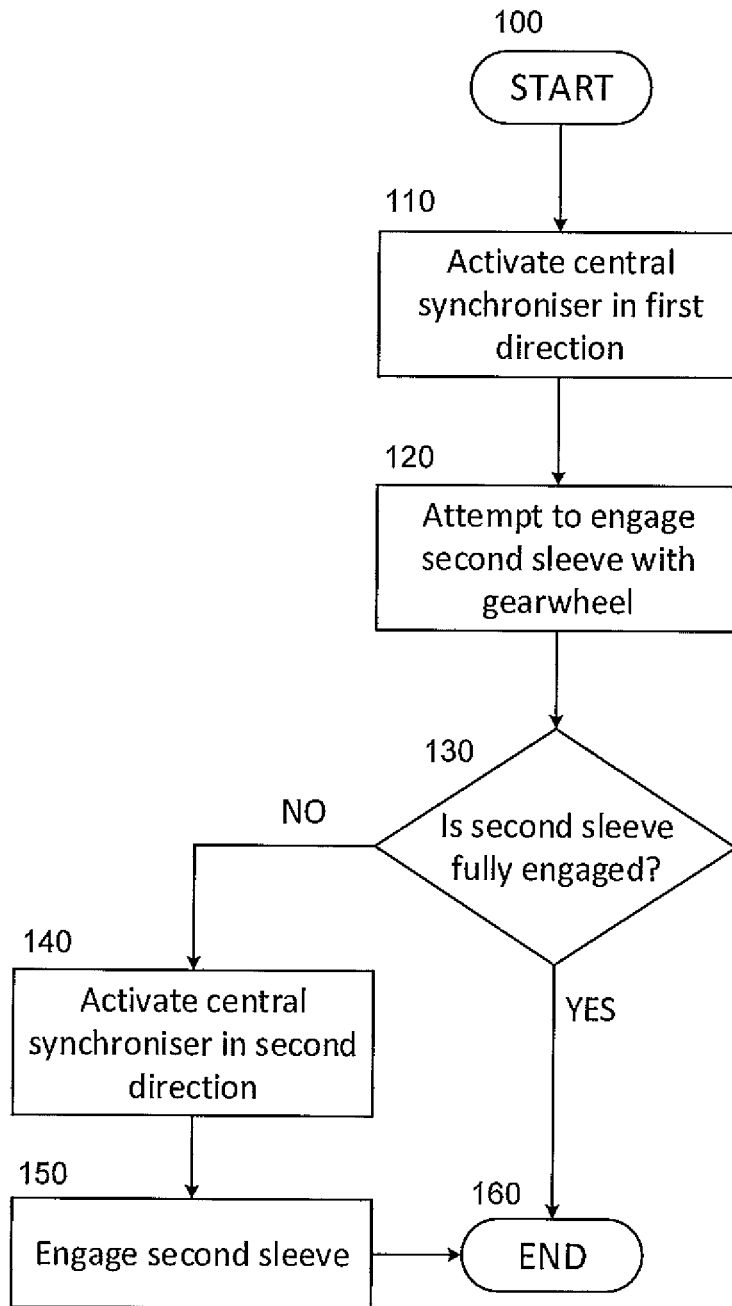 100
START
110
Activate central
synchroniser in first
direction
120
Attempt to engage
second sleeve with
gearwheel
130
Is second sleeve
fully engaged?
NO
YES
140
Activate central
synchroniser in second
direction
150
Engage second sleeve
160
END